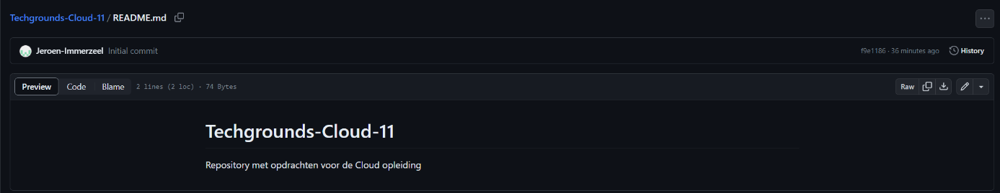 Techgrounds-Cloud-11 / README.md
Jeroen-Immerzeel Initial commit f9e1186 · 36 minutes ago History
Preview Code Blame 2 lines (2 loc) · 74 Bytes Raw
Techgrounds-Cloud-11
Repository met opdrachten voor de Cloud opleiding